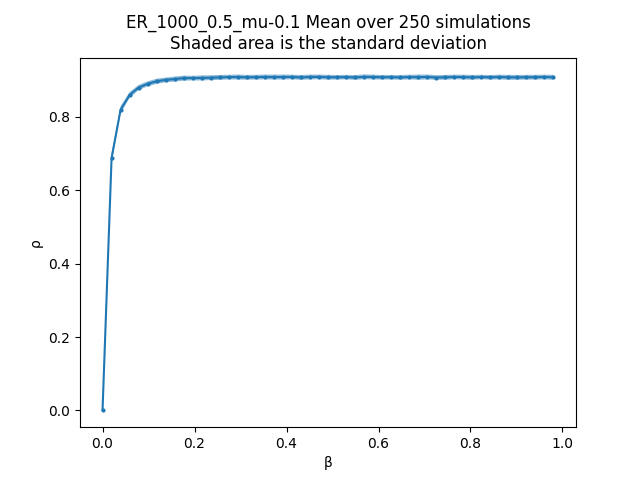 ER_1000_0.5_mu-0.1 Mean over 250 simulations
Shaded area is the standard deviation
0.8
0.6
ρ
0.4
0.2
0.0
0.0 0.2 0.4 0.6 0.8 1.0
β